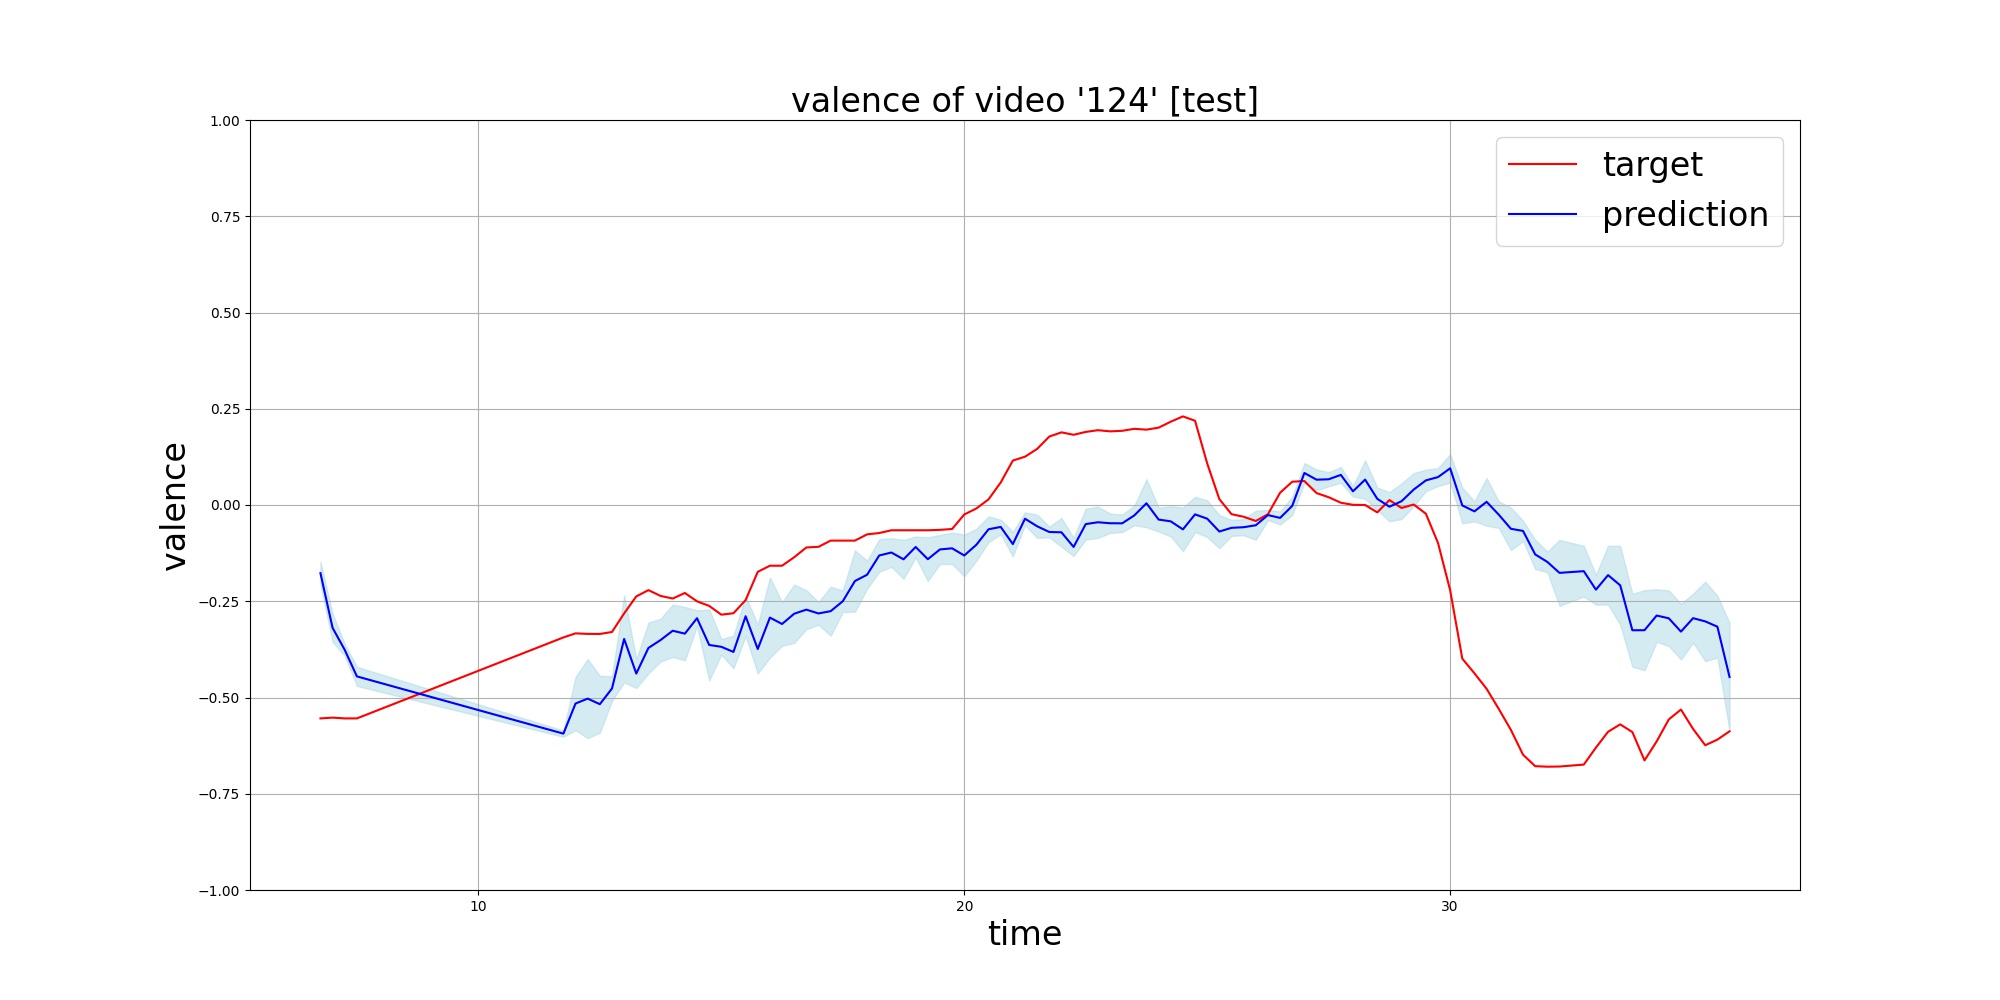 valence of video '124' [test]
1.00
0.75
0.50
0.25
0.00
−0.25
−0.50
−0.75
−1.00
valence
target
prediction
10 20 30
time